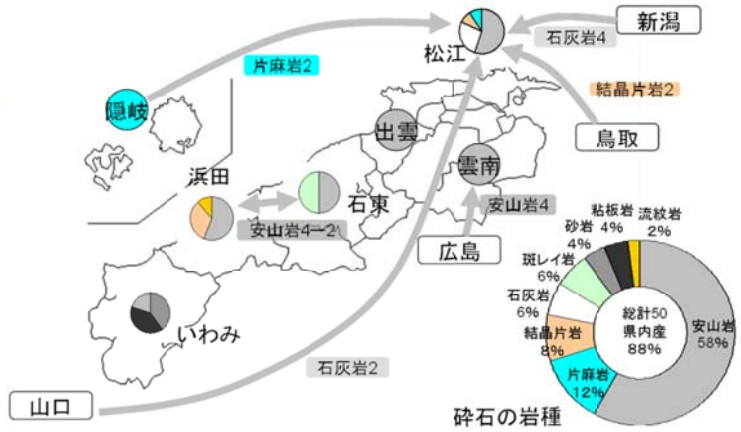 新潟
松江
石灰岩4
片麻岩2
結晶片岩2
隠岐
鳥取
出雲
浜田
雲南
石東
安山岩4
安山岩4－2
広島
粘板岩
4%
流紋岩
2%
砂岩
4%
斑レイ岩
6%
石灰岩
6%
総計50
県内産
88%
安山岩
58%
結晶片岩
8%
片麻岩
12%
いわみ
石灰岩2
山口
砕石の岩種